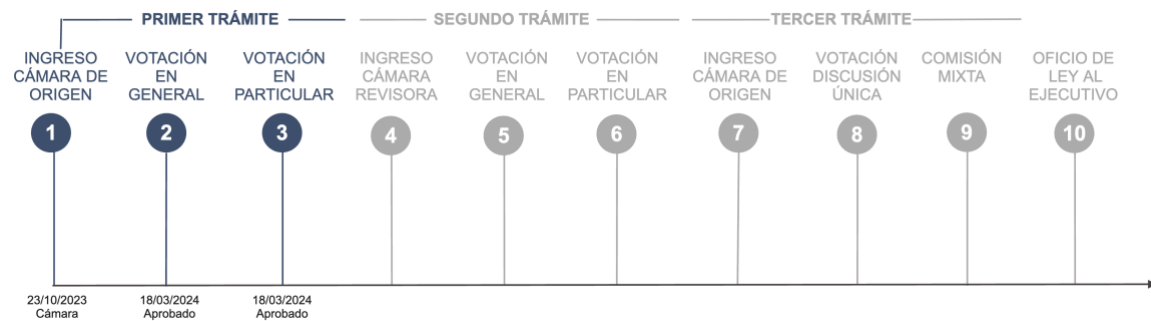 PRIMER TRÁMITE
SEGUNDO TRÁMITE
TERCER TRÁMITE
INGRESO
CÁMARA DE
ORIGEN
VOTACIÓN
EN
GENERAL
VOTACIÓN
EN
PARTICULAR
INGRESO
CÁMARA
REVISORA
VOTACIÓN
EN
GENERAL
VOTACIÓN
EN
PARTICULAR
INGRESO
CÁMARA DE
ORIGEN
VOTACIÓN
DISCUSIÓN
ÚNICA
COMISIÓN
MIXTA
OFICIO DE
LEY AL
EJECUTIVO
1
2
3
4
5
6
7
8
9
10
23/10/2023
Cámara
18/03/2024
Aprobado
18/03/2024
Aprobado